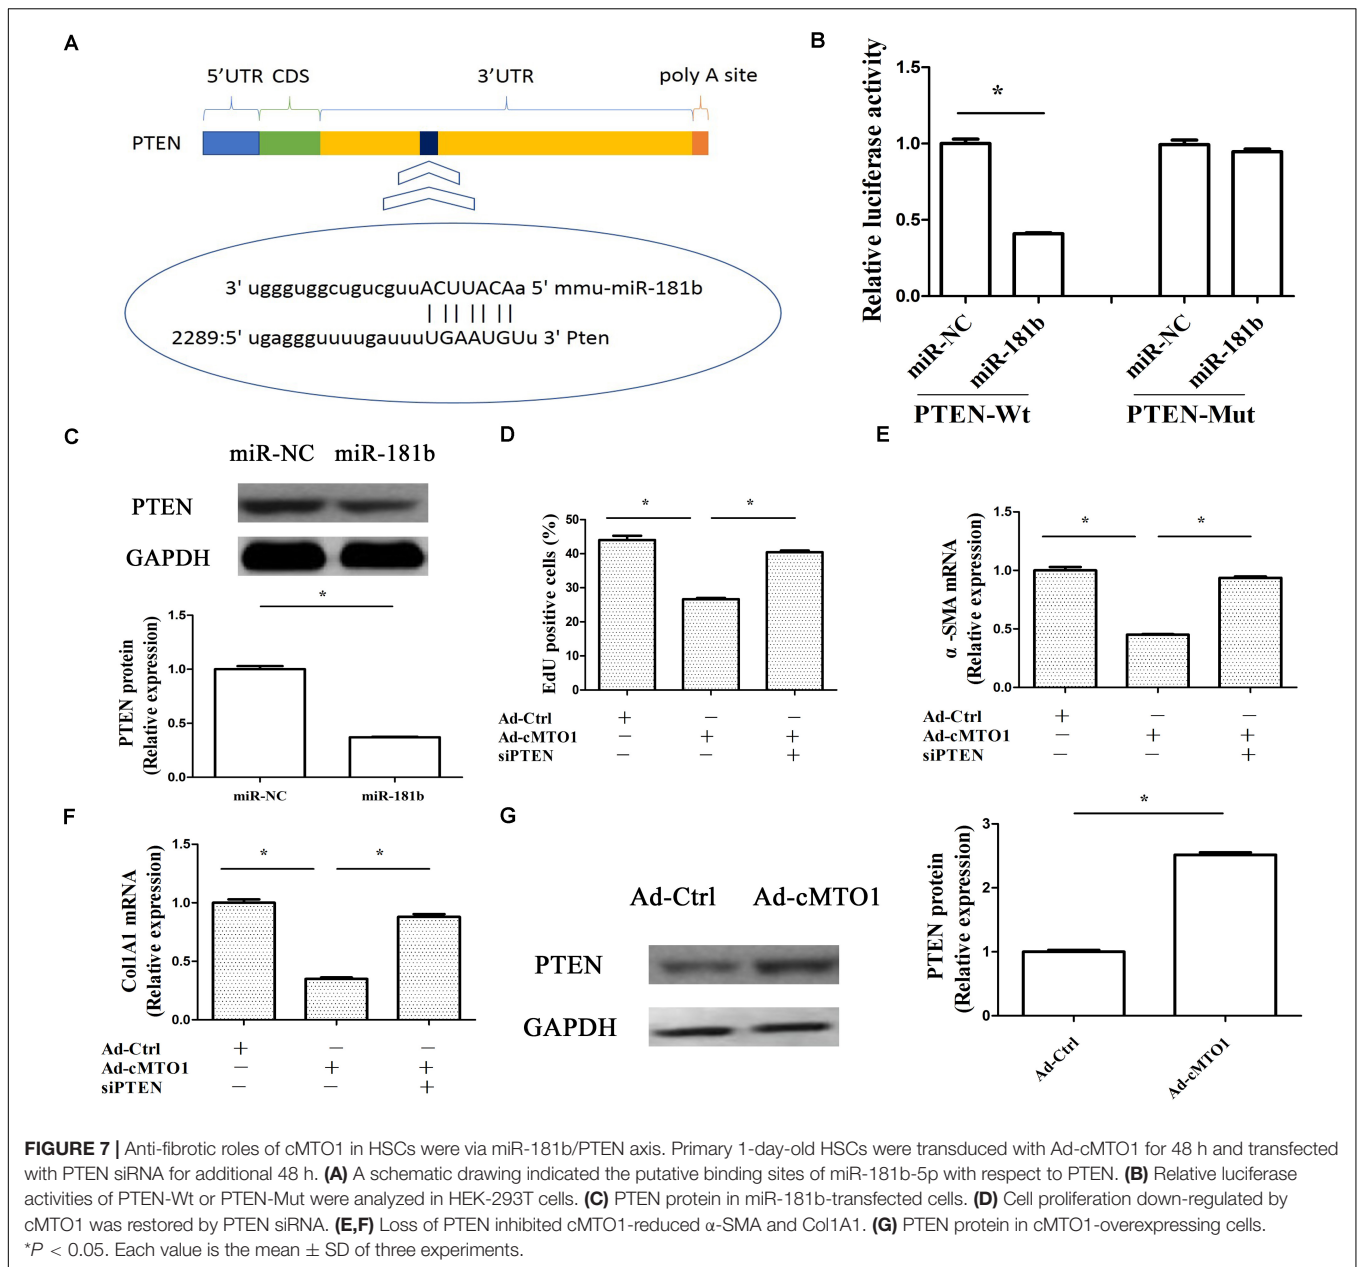 A
5'UTR CDS 3'UTR poly A site
PTEN
3' ugggugggcugucguuACUUACAa 5' mmu-miR-181b
2289:5' ugaggguuuugauuuUGAAUGUu 3' Pten
B
Relative luciferase activity
1.5
1.0
0.5
0.0
*
miR-NC miR-181b miR-NC miR-181b
PTEN-Wt PTEN-Mut
C
miR-NC miR-181b
PTEN
GAPDH
PTEN protein
(Relative expression)
1.5
1.0
0.5
0.0
*
miR-NC miR-181b
D
EdU positive cells (%)
50
40
30
20
10
0
* *
Ad-Ctrl + − −
Ad-cMTO1 − + +
siPTEN − − +
E
α -SMA mRNA
(Relative expression)
1.5
1.0
0.5
0.0
* *
Ad-Ctrl + − −
Ad-cMTO1 − + +
siPTEN − − +
F
Col1A1 mRNA
(Relative expression)
1.5
1.0
0.5
0.0
* *
Ad-Ctrl + − −
Ad-cMTO1 − + +
siPTEN − − +
G
Ad-Ctrl Ad-cMTO1
PTEN
GAPDH
PTEN protein
(Relative expression)
3
2
1
0
*
Ad-Ctrl Ad-cMTO1
FIGURE 7 | Anti-fibrotic roles of cMTO1 in HSCs were via miR-181b/PTEN axis. Primary 1-day-old HSCs were transduced with Ad-cMTO1 for 48 h and transfected
with PTEN siRNA for additional 48 h. (A) A schematic drawing indicated the putative binding sites of miR-181b-5p with respect to PTEN. (B) Relative luciferase
activities of PTEN-Wt or PTEN-Mut were analyzed in HEK-293T cells. (C) PTEN protein in miR-181b-transfected cells. (D) Cell proliferation down-regulated by
cMTO1 was restored by PTEN siRNA. (E,F) Loss of PTEN inhibited cMTO1-reduced α-SMA and Col1A1. (G) PTEN protein in cMTO1-overexpressing cells.
*P < 0.05. Each value is the mean ± SD of three experiments.